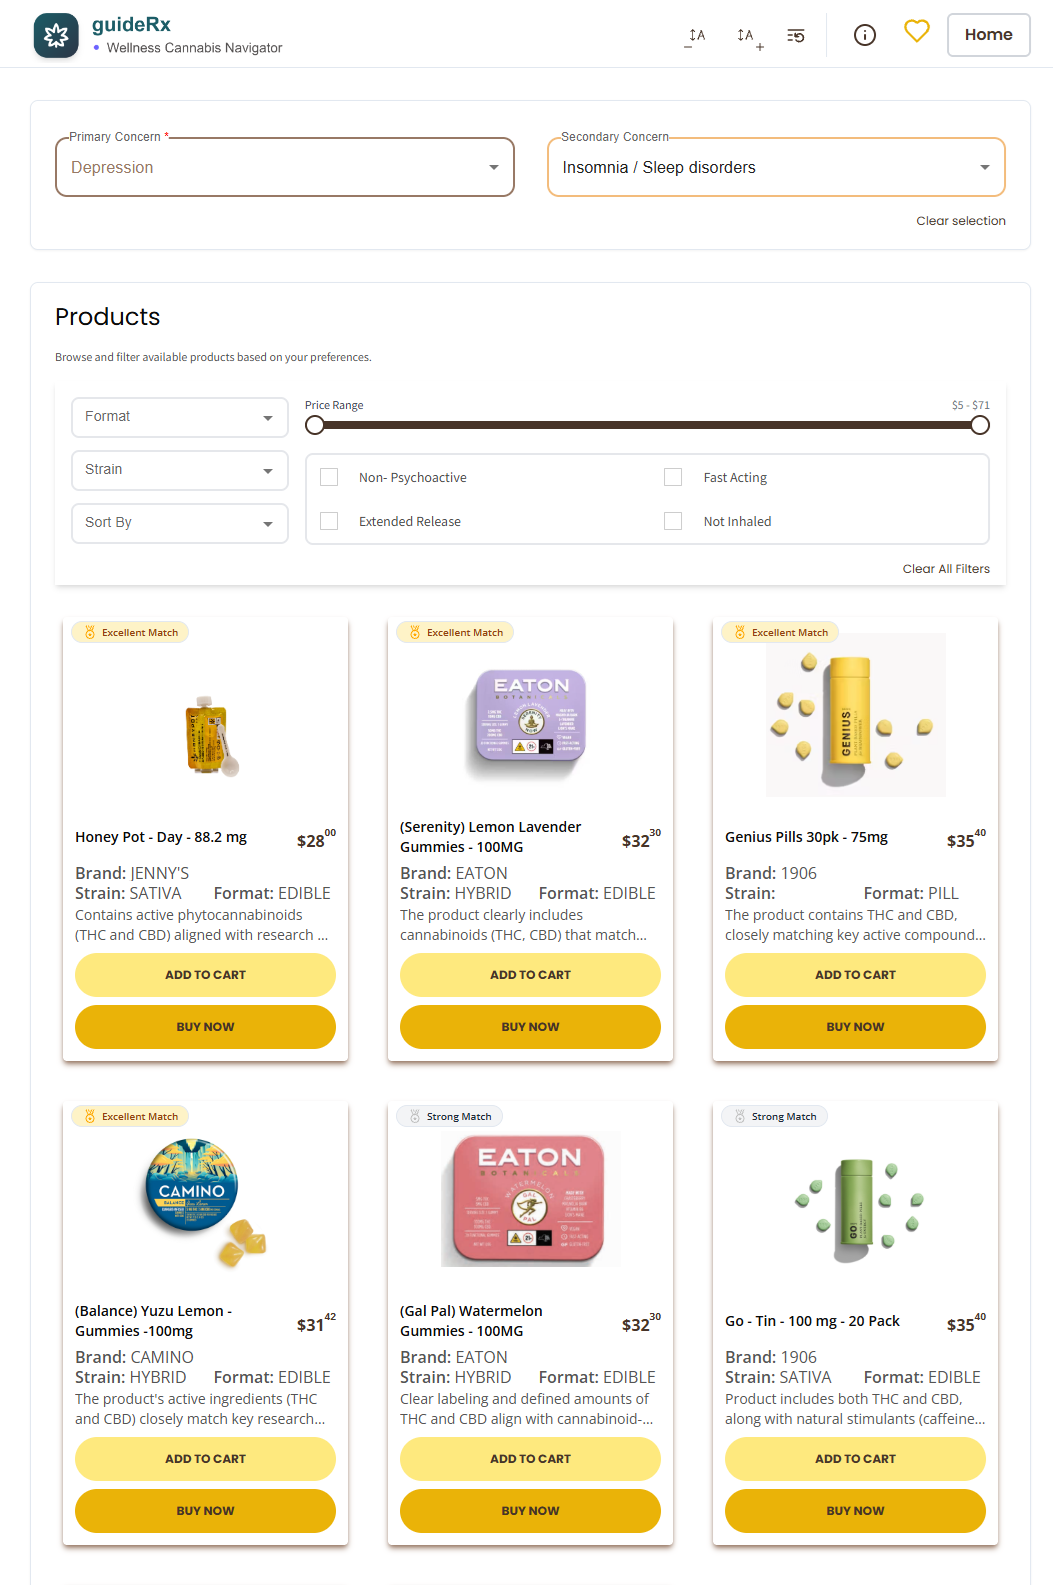 guideRx
Wellness Cannabis Navigator
Home
Primary Concern *
Depression
Secondary Concern
Insomnia / Sleep disorders
Clear selection
Products
Browse and filter available products based on your preferences.
Format
Strain
Sort By
Price Range
$5 - $71
Non- Psychoactive
Fast Acting
Extended Release
Not Inhaled
Clear All Filters
Excellent Match
Honey Pot - Day - 88.2 mg
$28 00
Brand: JENNY'S
Strain: SATIVA Format: EDIBLE
Contains active phytocannabinoids
(THC and CBD) aligned with research ...
ADD TO CART
BUY NOW
Excellent Match
EATON
BOTANICALS
LEMON LAVENDER
SERENITY NOW
(Serenity) Lemon Lavender
Gummies - 100MG
$32 30
Brand: EATON
Strain: HYBRID Format: EDIBLE
The product clearly includes
cannabinoids (THC, CBD) that match...
ADD TO CART
BUY NOW
Excellent Match
GENIUS!
Genius Pills 30pk - 75mg
$35 40
Brand: 1906
Strain: Format: PILL
The product contains THC and CBD,
closely matching key active compound...
ADD TO CART
BUY NOW
Excellent Match
CAMINO
BALANCE
(Balance) Yuzu Lemon -
Gummies -100mg
$31 42
Brand: CAMINO
Strain: HYBRID Format: EDIBLE
The product's active ingredients (THC
and CBD) closely match key research...
ADD TO CART
BUY NOW
Strong Match
EATON
BOTANICALS
WATERMELON
GAL PAL
(Gal Pal) Watermelon
Gummies - 100MG
$32 30
Brand: EATON
Strain: HYBRID Format: EDIBLE
Clear labeling and defined amounts of
THC and CBD align with cannabinoid-...
ADD TO CART
BUY NOW
Strong Match
GO!
Go - Tin - 100 mg - 20 Pack
$35 40
Brand: 1906
Strain: SATIVA Format: EDIBLE
Product includes both THC and CBD,
along with natural stimulants (caffeine...
ADD TO CART
BUY NOW